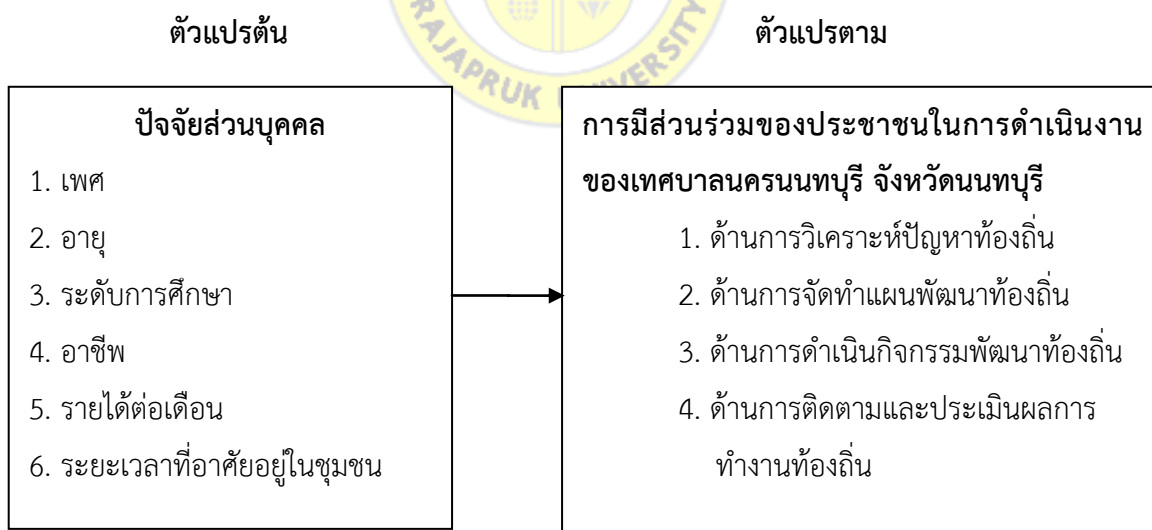 ตัวแปรต้น
ตัวแปรตาม
RAJAPRUK UNIVERSITY
ปัจจัยส่วนบุคคล
1. เพศ
2. อายุ
3. ระดับการศึกษา
4. อาชีพ
5. รายได้ต่อเดือน
6. ระยะเวลาที่อาศัยอยู่ในชุมชน
การมีส่วนร่วมของประชาชนในการดำเนินงาน
ของเทศบาลนครนนทบุรี จังหวัดนนทบุรี
1. ด้านการวิเคราะห์ปัญหาท้องถิ่น
2. ด้านการจัดทำแผนพัฒนาท้องถิ่น
3. ด้านการดำเนินกิจกรรมพัฒนาท้องถิ่น
4. ด้านการติดตามและประเมินผลการ
ทำงานท้องถิ่น